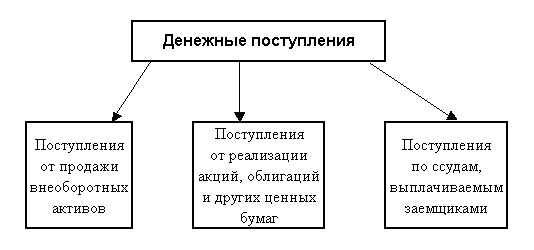 Денежные поступления
Поступления
от продажи
внеоборотных
активов
Поступления
от реализации
акций, облигаций
и других ценных
бумаг
Поступления
по ссудам,
выплачиваемым
заемщиками